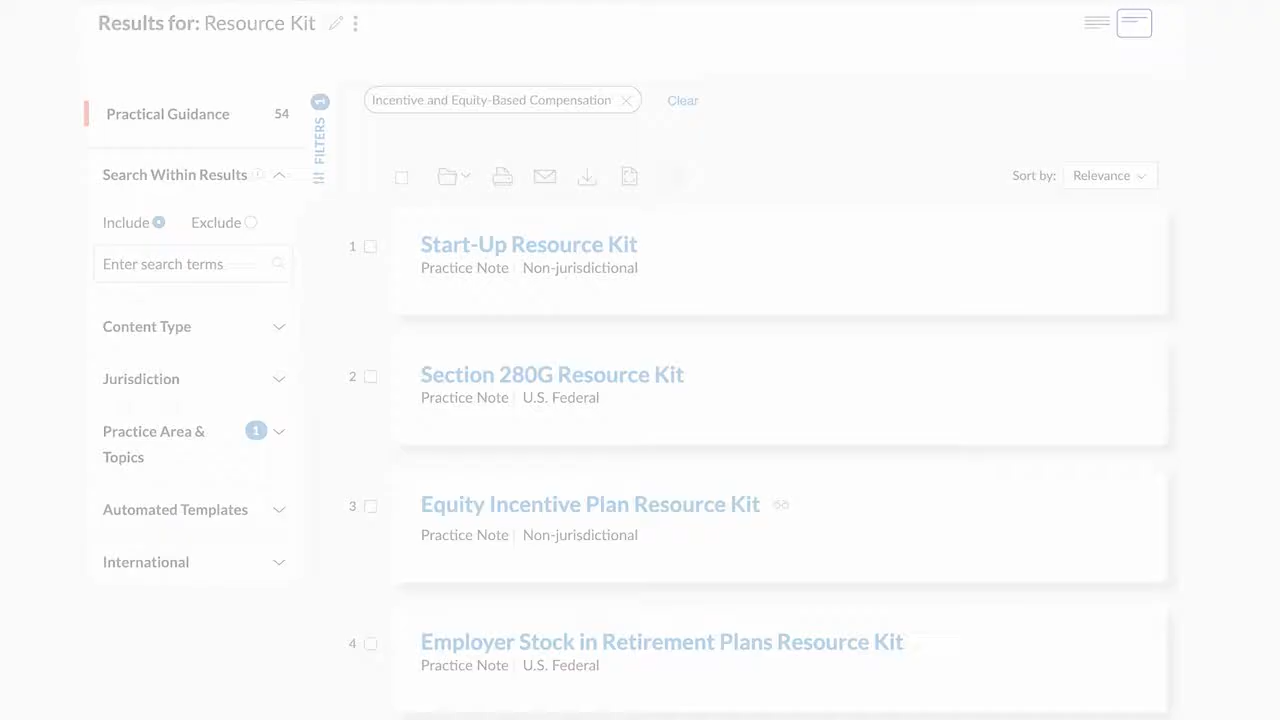 Results for: Resource Kit
Practical Guidance 54
1
FILTERS
Incentive and Equity-Based Compensation
Clear
Search Within Results
Include Exclude
Enter search terms
Sort by: Relevance
Content Type
Jurisdiction
Practice Area & 1
Topics
Automated Templates
International
1 Start-Up Resource Kit
Practice Note Non-jurisdictional
2 Section 280G Resource Kit
Practice Note U.S. Federal
3 Equity Incentive Plan Resource Kit
Practice Note Non-jurisdictional
4 Employer Stock in Retirement Plans Resource Kit
Practice Note U.S. Federal